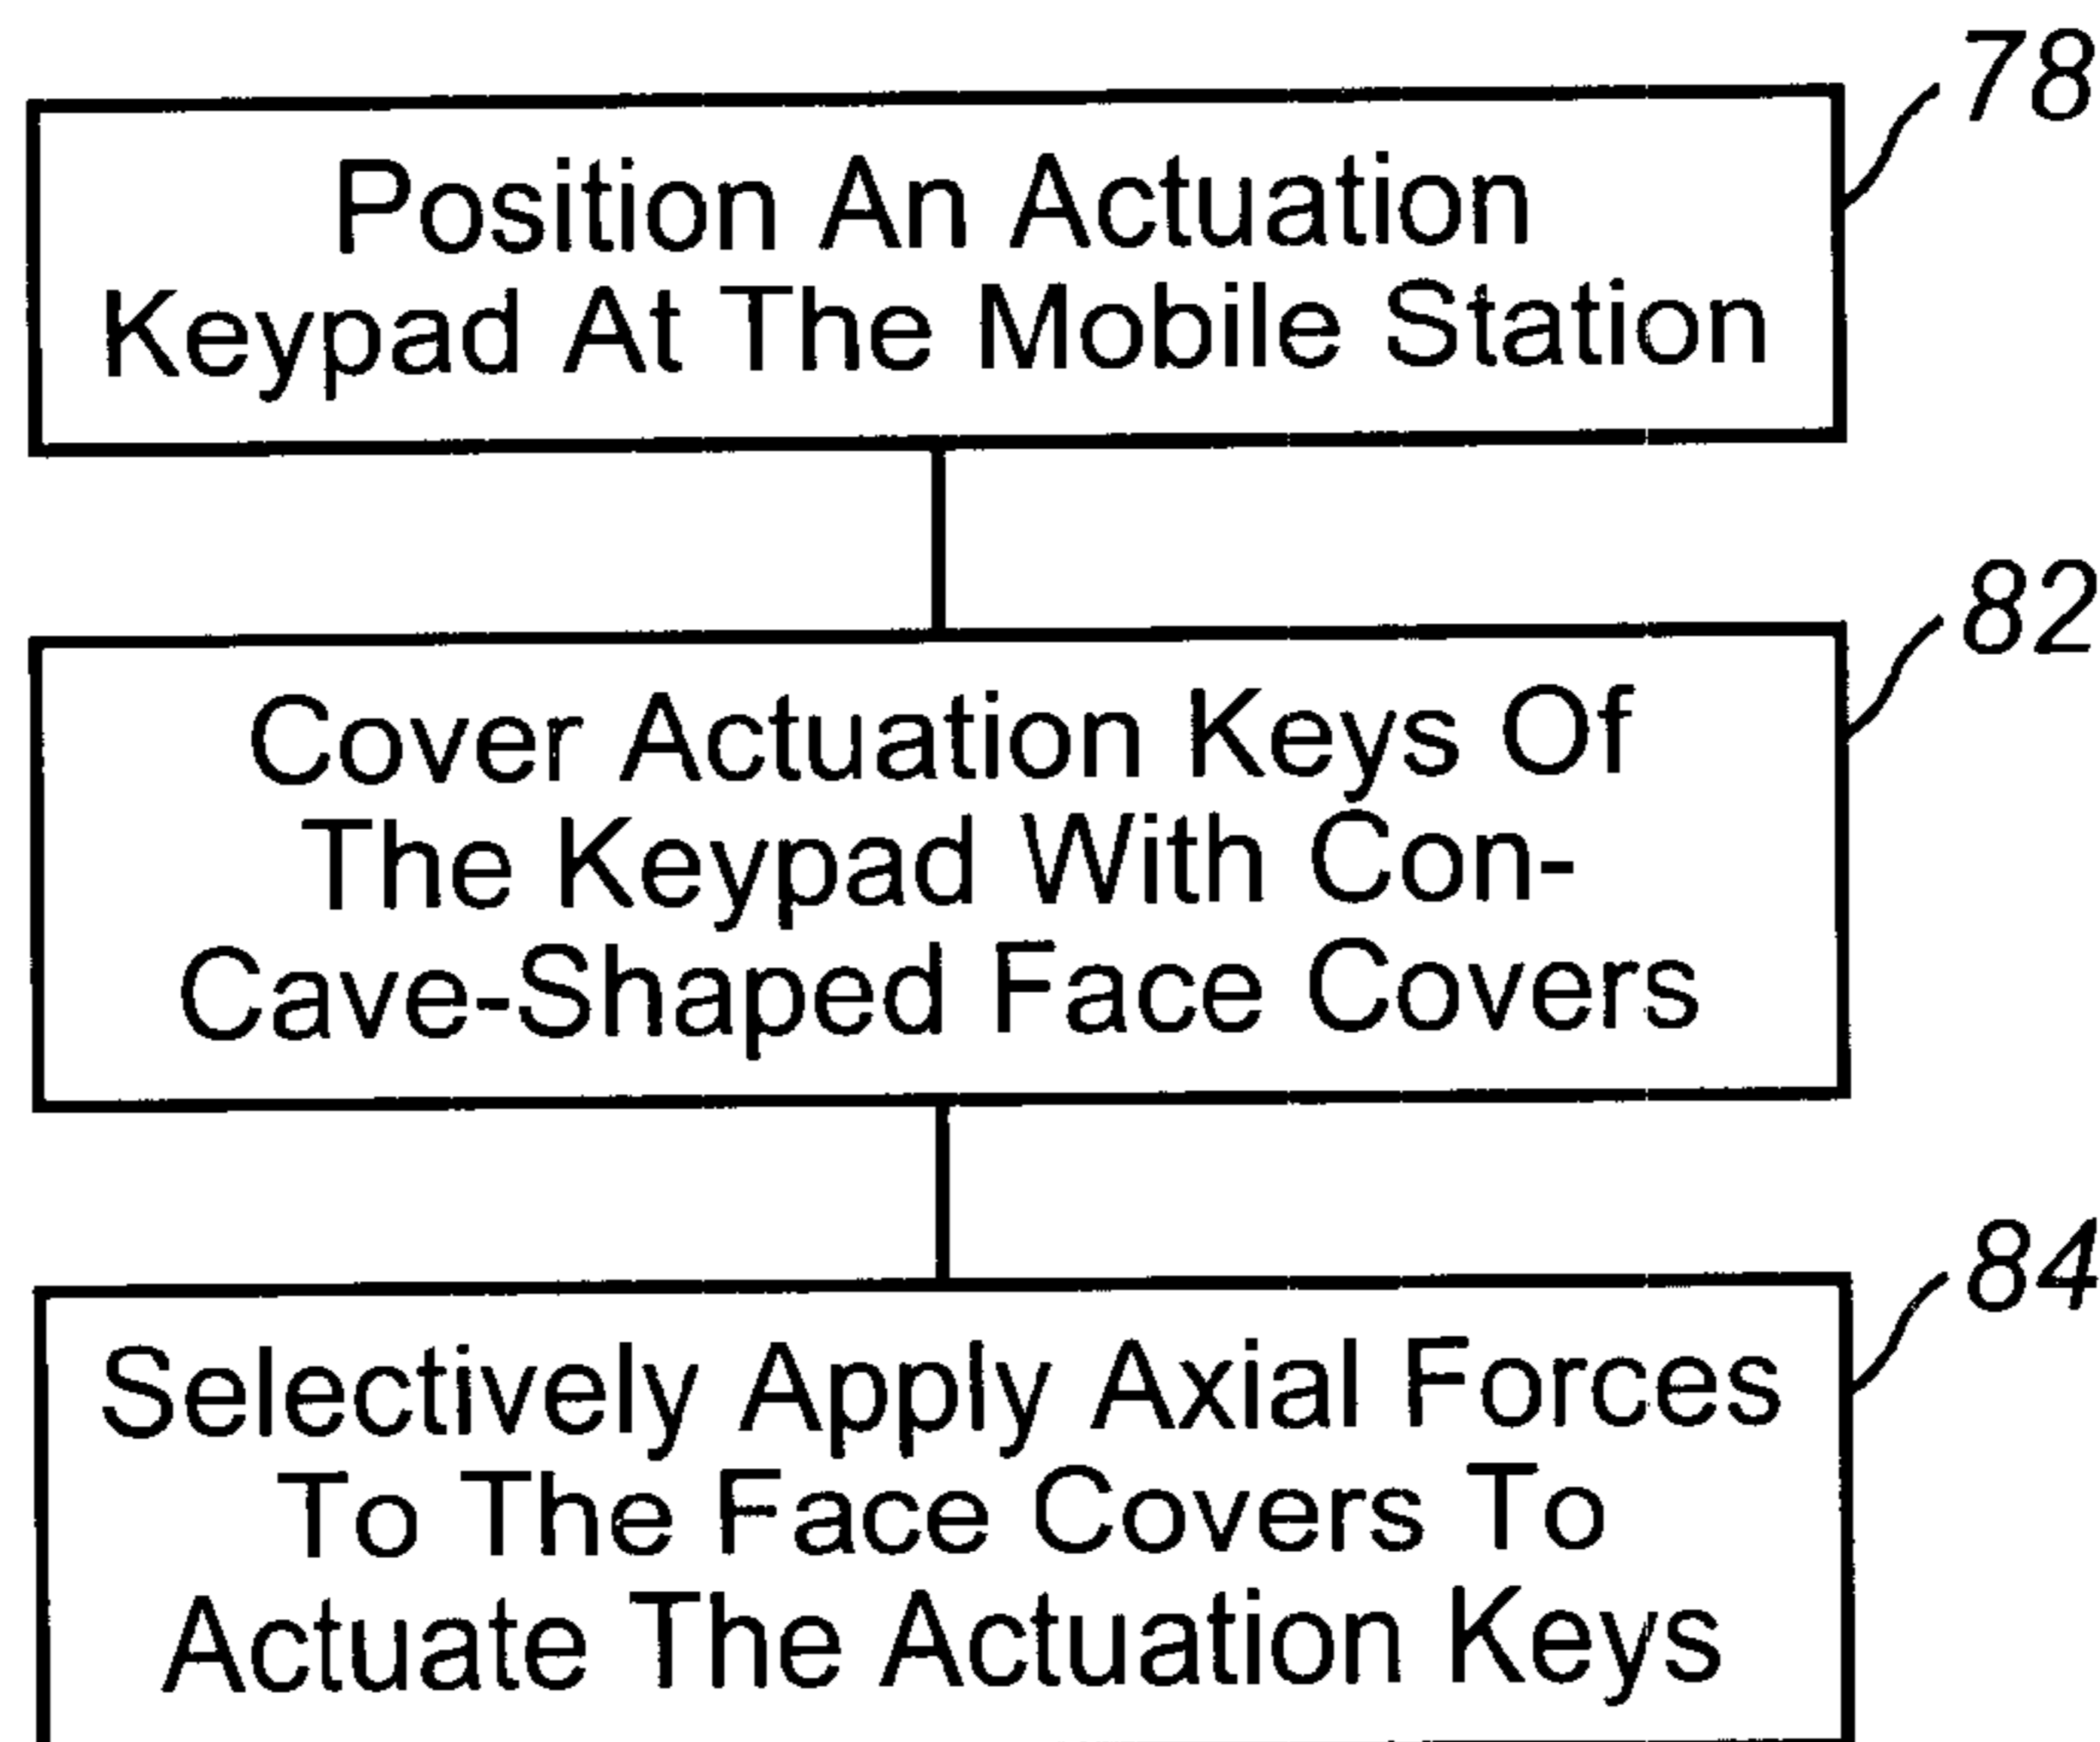 78
Position An Actuation
Keypad At The Mobile Station
82
Cover Actuation Keys Of
The Keypad With Con-
Cave-Shaped Face Covers
84
Selectively Apply Axial Forces
To The Face Covers To
Actuate The Actuation Keys